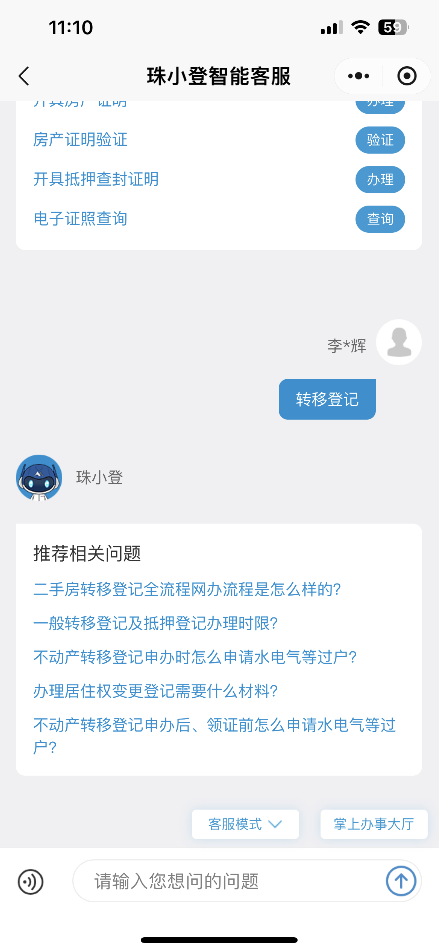 11:10
59
珠小登智能客服
开具房产证明
办理
房产证明验证
验证
开具抵押查封证明
办理
电子证照查询
查询
李*辉
转移登记
珠小登
推荐相关问题
二手房转移登记全流程网办流程是怎么样的?
一般转移登记及抵押登记办理时限?
不动产转移登记申办时怎么申请水电气等过户?
办理居住权变更登记需要什么材料?
不动产转移登记申办后、领证前怎么申请水电气等过
户?
客服模式
掌上办事大厅
请输入您想问的问题